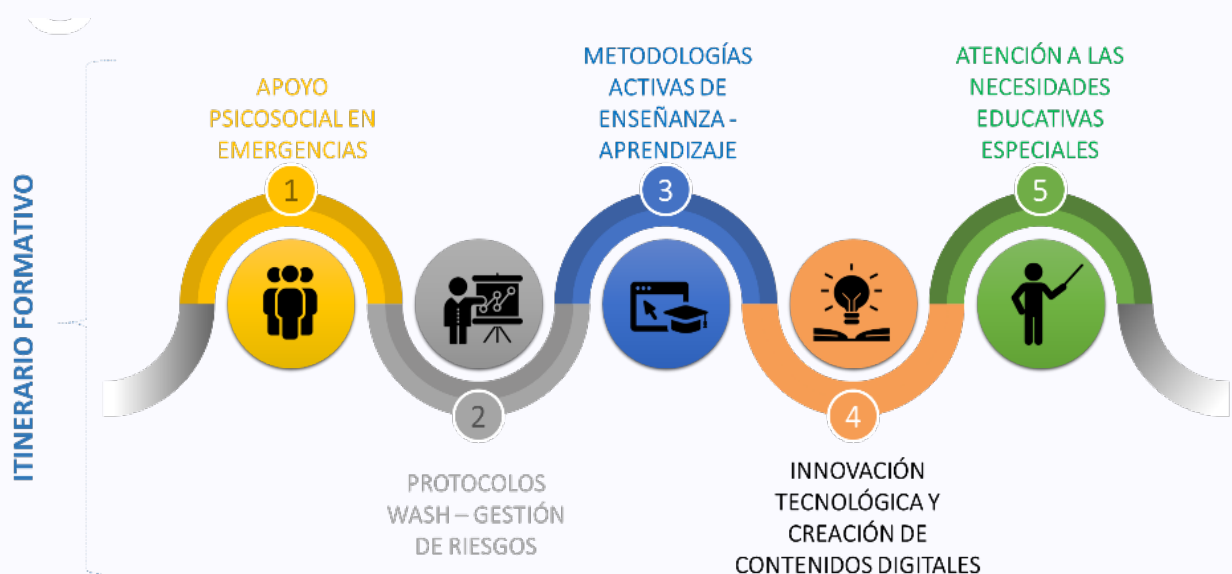 ITINERARIO FORMATIVO
APOYO
PSICOSOCIAL EN
EMERGENCIAS
1
2
PROTOCOLOS
WASH – GESTIÓN
DE RIESGOS
METODOLOGÍAS
ACTIVAS DE
ENSEÑANZA -
APRENDIZAJE
3
4
INNOVACIÓN
TECNOLÓGICA Y
CREACIÓN DE
CONTENIDOS DIGITALES
ATENCIÓN A LAS
NECESIDADES
EDUCATIVAS
ESPECIALES
5